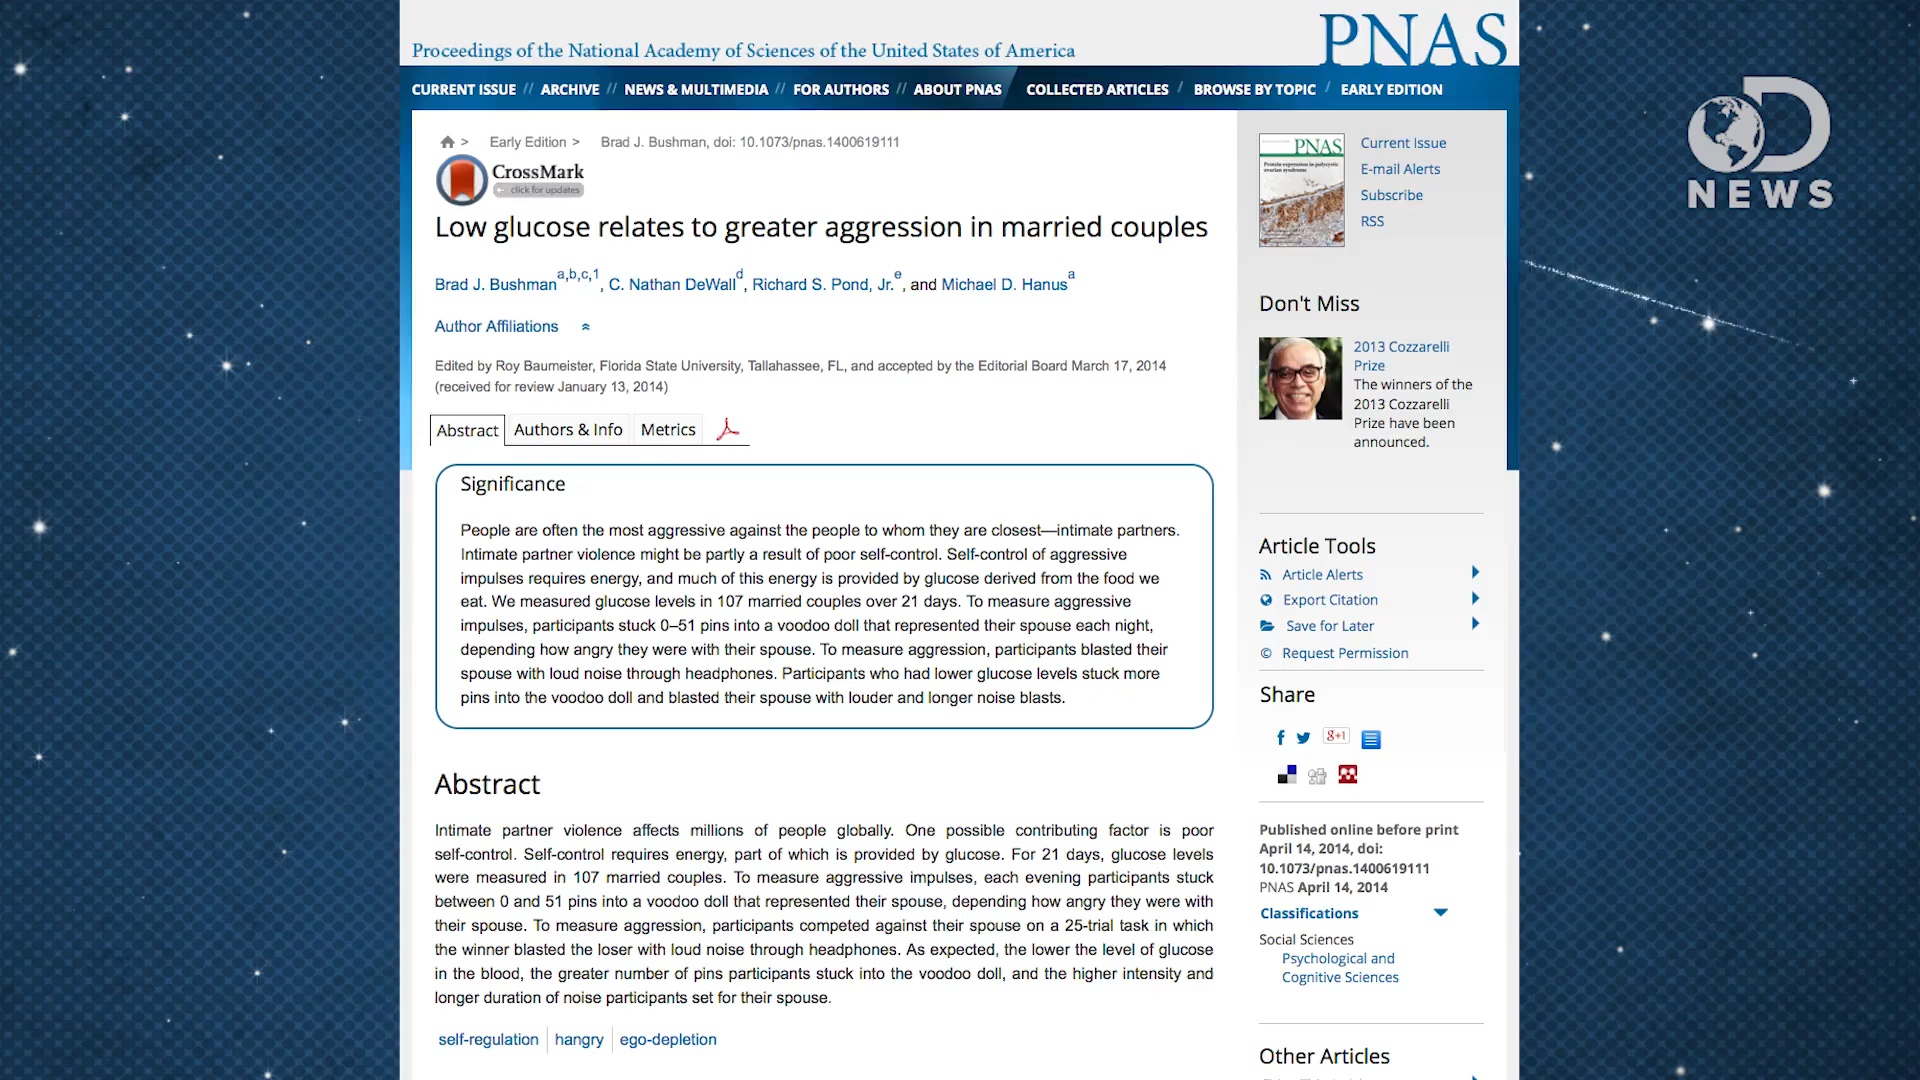 Proceedings of the National Academy of Sciences of the United States of America
PNAS
CURRENT ISSUE // ARCHIVE // NEWS & MULTIMEDIA // FOR AUTHORS // ABOUT PNAS COLLECTED ARTICLES / BROWSE BY TOPIC / EARLY EDITION
> Early Edition > Brad J. Bushman, doi: 10.1073/pnas.1400619111
CrossMark
click for updates
Low glucose relates to greater aggression in married couples
Brad J. Bushman a,b,c,1, C. Nathan DeWall d, Richard S. Pond, Jr. e, and Michael D. Hanus a
Author Affiliations
Edited by Roy Baumeister, Florida State University, Tallahassee, FL, and accepted by the Editorial Board March 17, 2014
(received for review January 13, 2014)
Abstract Authors & Info Metrics
Significance
People are often the most aggressive against the people to whom they are closest—intimate partners.
Intimate partner violence might be partly a result of poor self-control. Self-control of aggressive
impulses requires energy, and much of this energy is provided by glucose derived from the food we
eat. We measured glucose levels in 107 married couples over 21 days. To measure aggressive
impulses, participants stuck 0–51 pins into a voodoo doll that represented their spouse each night,
depending how angry they were with their spouse. To measure aggression, participants blasted their
spouse with loud noise through headphones. Participants who had lower glucose levels stuck more
pins into the voodoo doll and blasted their spouse with louder and longer noise blasts.
Abstract
Intimate partner violence affects millions of people globally. One possible contributing factor is poor
self-control. Self-control requires energy, part of which is provided by glucose. For 21 days, glucose levels
were measured in 107 married couples. To measure aggressive impulses, each evening participants stuck
between 0 and 51 pins into a voodoo doll that represented their spouse, depending how angry they were with
their spouse. To measure aggression, participants competed against their spouse on a 25-trial task in which
the winner blasted the loser with loud noise through headphones. As expected, the lower the level of glucose
in the blood, the greater number of pins participants stuck into the voodoo doll, and the higher intensity and
longer duration of noise participants set for their spouse.
self-regulation hangry ego-depletion
PNAS
Protein expression in polycystic
ovarian syndrome
Current Issue
E-mail Alerts
Subscribe
RSS
Don't Miss
2013 Cozzarelli
Prize
The winners of the
2013 Cozzarelli
Prize have been
announced.
Article Tools
Article Alerts
Export Citation
Save for Later
© Request Permission
Share
f
g+1
Published online before print
April 14, 2014, doi:
10.1073/pnas.1400619111
PNAS April 14, 2014
Classifications
Social Sciences
Psychological and
Cognitive Sciences
Other Articles
D
NEWS